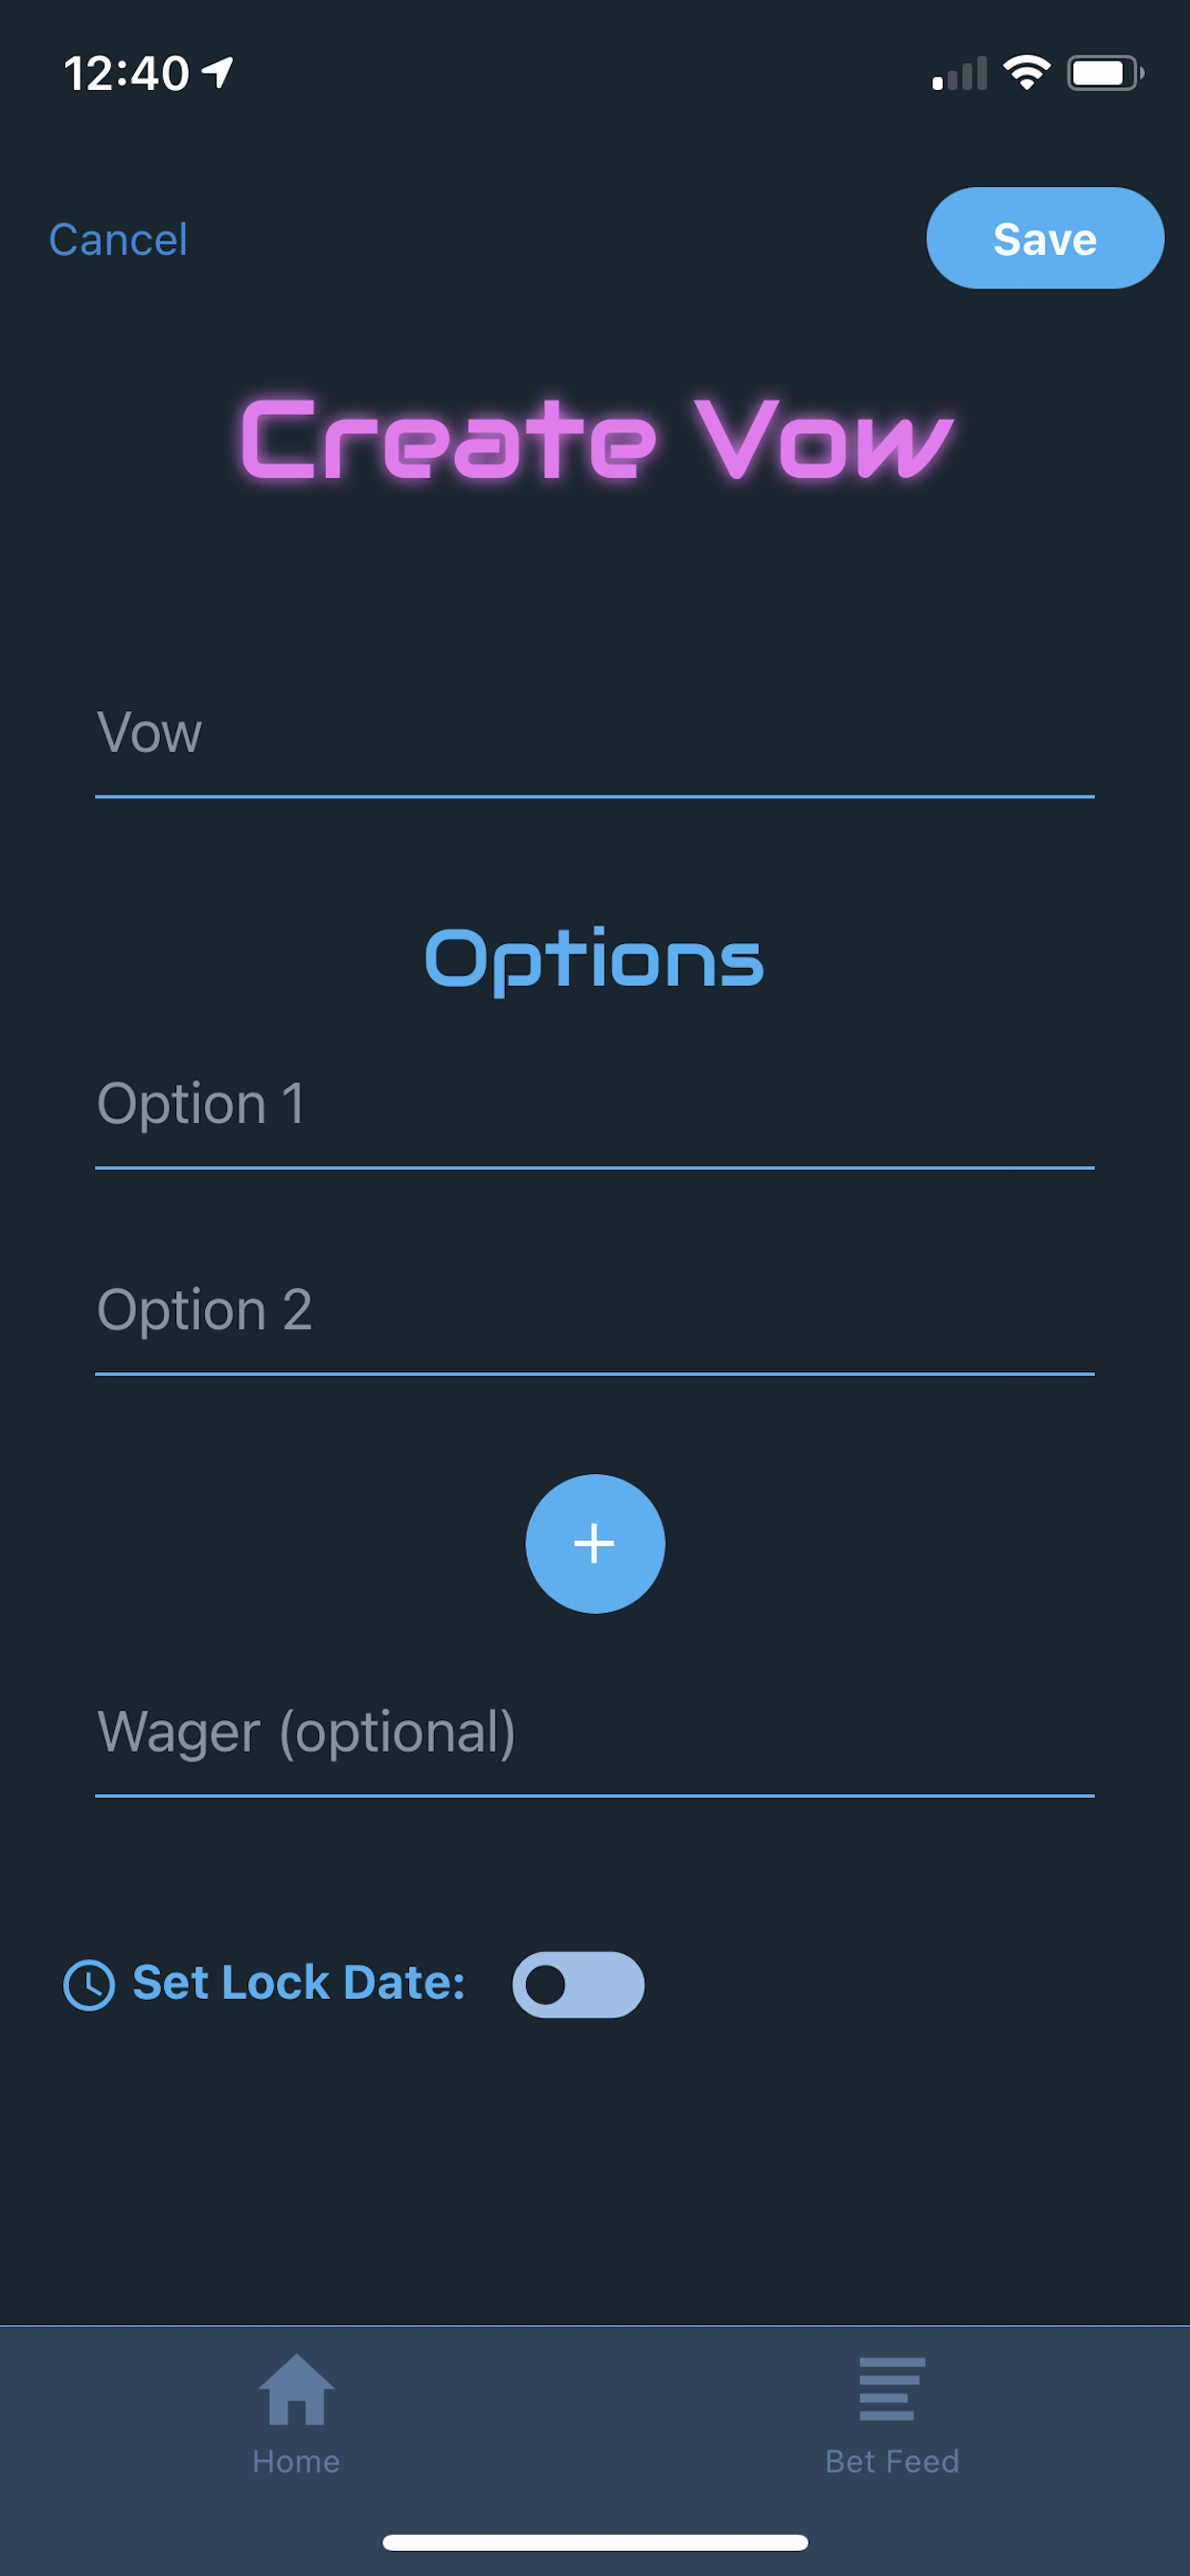 12:40
Cancel
Save
Create Vow
Vow
Options
Option 1
Option 2
+
Wager (optional)
Set Lock Date:
Home
Bet Feed